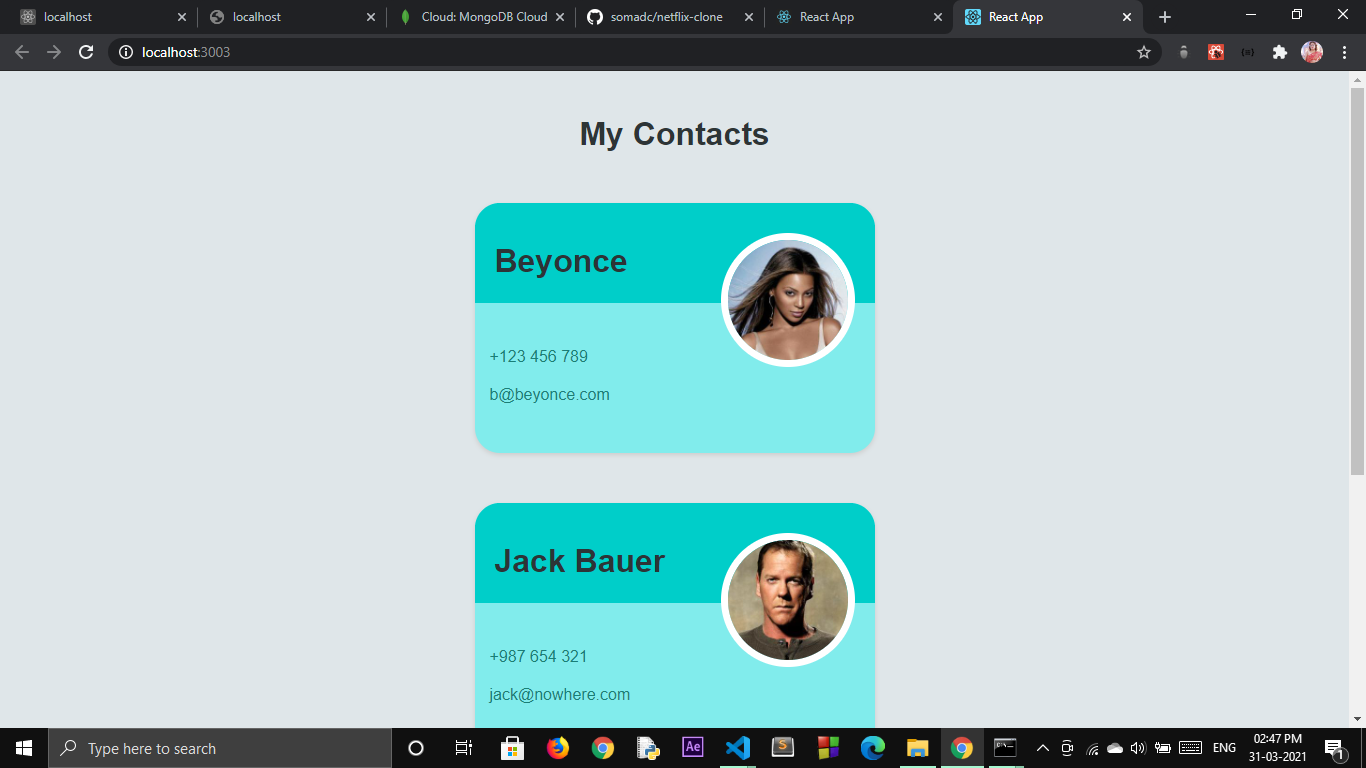 localhost
localhost
Cloud: MongoDB Cloud
somadc/netflix-clone
React App
React App
localhost:3003
My Contacts
Beyonce
+123 456 789
b@beyonce.com
Jack Bauer
+987 654 321
jack@nowhere.com
Type here to search
Ae
S
ENG
02:47 PM
31-03-2021
1